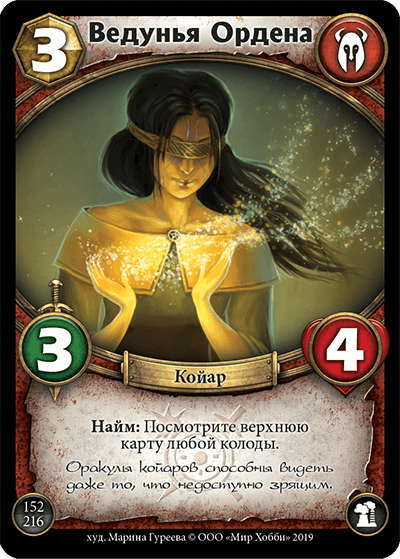 3 Ведунья Ордена
3 4
Койар
Найм: Посмотрите верхнюю
карту любой колоды.
Оракулы койаров способны видеть
даже то, что недоступно зрящим.
152
216
худ. Марина Гуреева © ООО «Мир Хобби» 2019